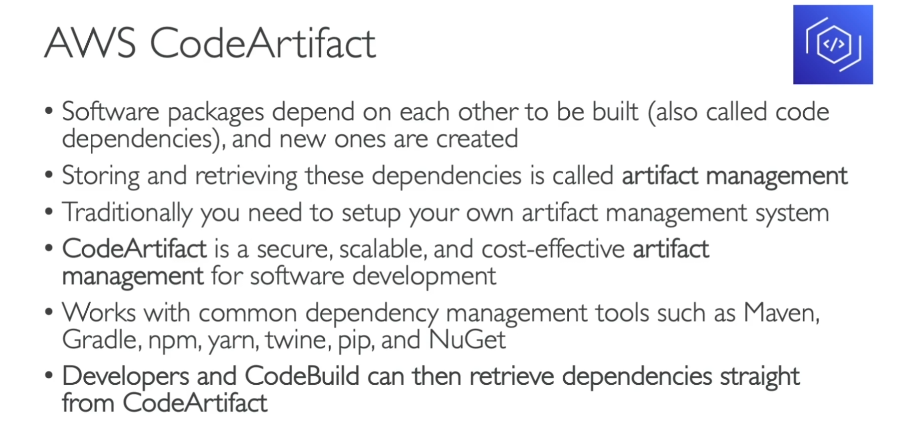 AWS CodeArtifact
</>
• Software packages depend on each other to be built (also called code
dependencies), and new ones are created
• Storing and retrieving these dependencies is called artifact management
• Traditionally you need to setup your own artifact management system
• CodeArtifact is a secure, scalable, and cost-effective artifact
management for software development
• Works with common dependency management tools such as Maven,
Gradle, npm, yarn, twine, pip, and NuGet
• Developers and CodeBuild can then retrieve dependencies straight
from CodeArtifact